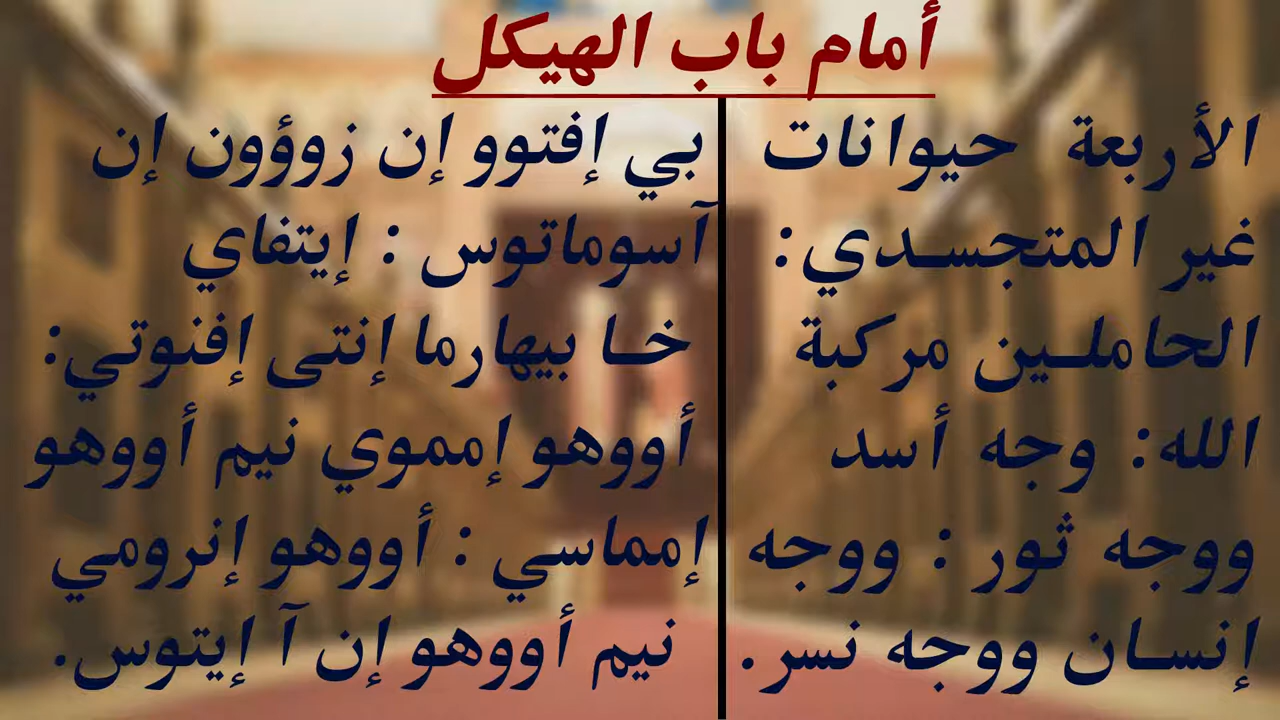 أمام باب الهيكل
الأربعة حيوانات
غير المتجسدي:
الحاملين مركبة
الله: وجه أسد
ووجه ثور : ووجه
إنسان ووجه نسر.
بي إفتوو إن زوؤون إن
آسوماتوس : إيتفاي
خا بيهارما إنتى إفنوتي:
أووهو إمموي نيم أووهو
إمماسي : أووهو إنرومي
نيم أووهو إن آ إيتوس.